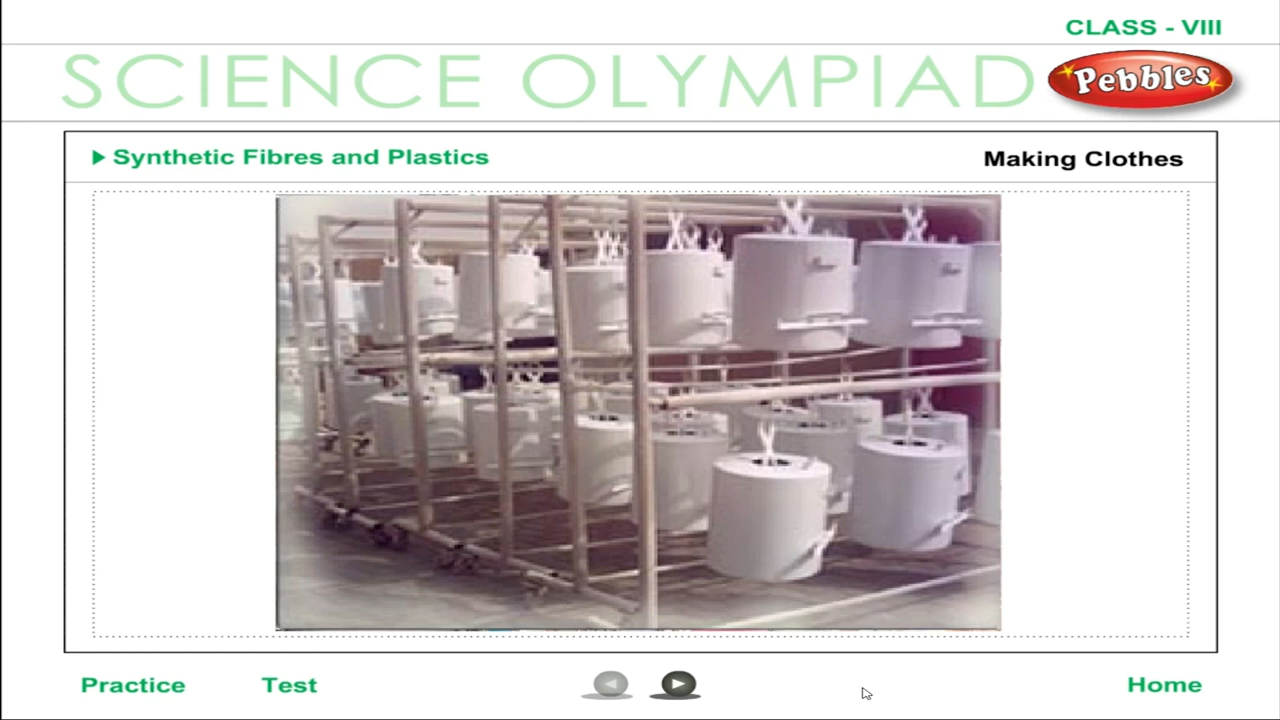 CLASS - VIII
SCIENCE OLYMPIAD
Pebbles
Synthetic Fibres and Plastics
Making Clothes
Practice
Test
Home